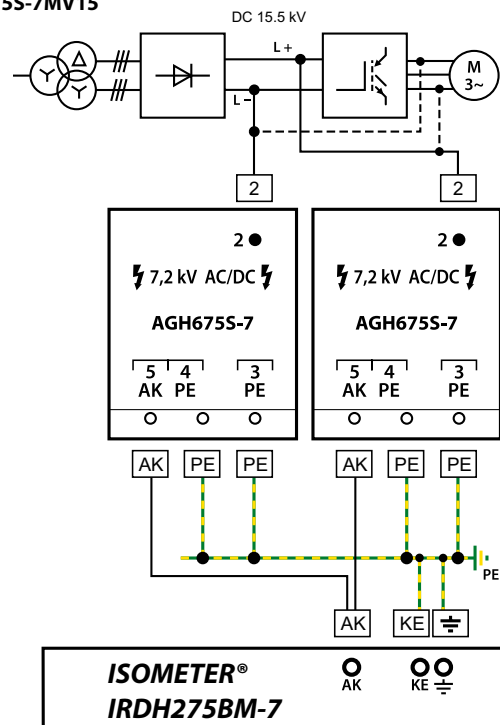 5S-7MV15
DC 15.5 kV
L+
L−
M
3~
2
2
2
7,2 kV AC/DC
AGH675S-7
5 4 3
AK PE PE
2
7,2 kV AC/DC
AGH675S-7
5 4 3
AK PE PE
AK PE PE
AK PE PE
PE
AK KE
ISOMETER®
IRDH275BM-7
AK KE